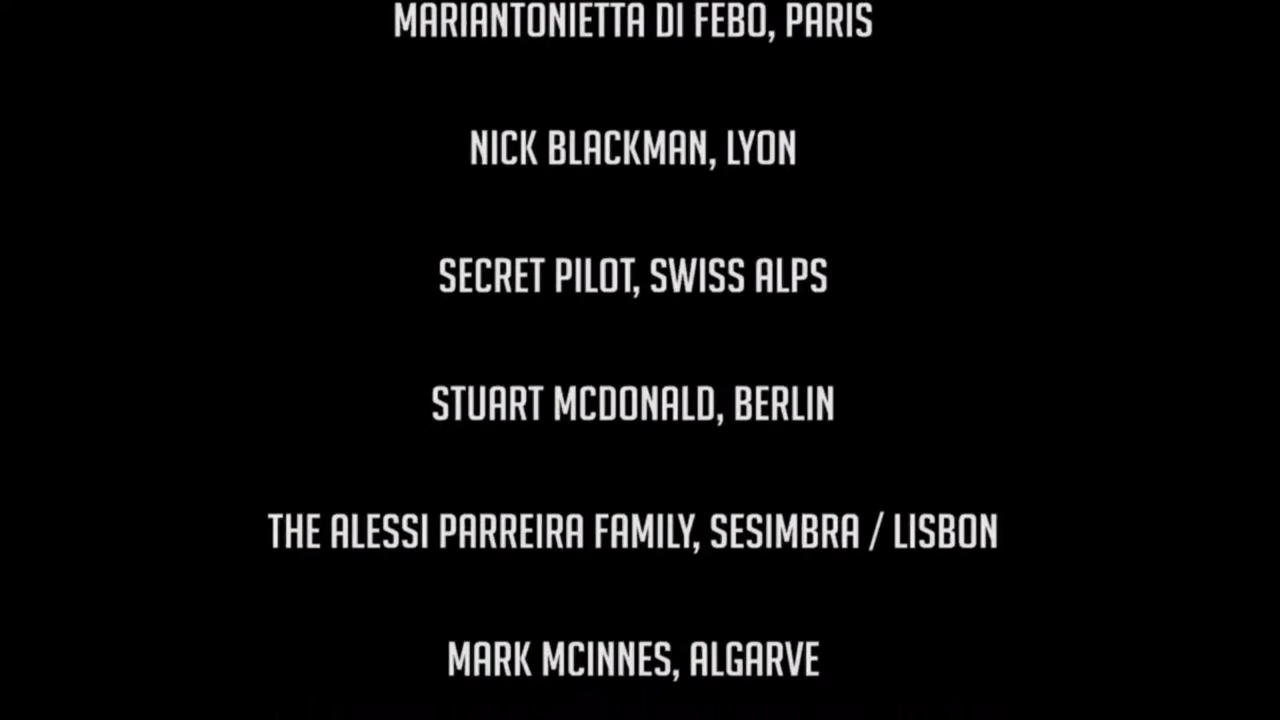 MARIANTONIETTA DI FEBO, PARIS
NICK BLACKMAN, LYON
SECRET PILOT, SWISS ALPS
STUART MCDONALD, BERLIN
THE ALESSI PARREIRA FAMILY, SESIMBRA / LISBON
MARK MCINNES, ALGARVE